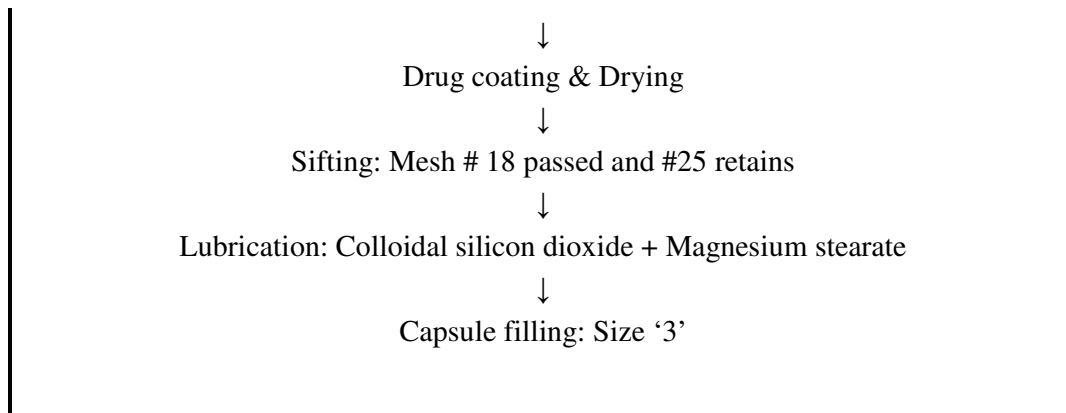 ↓
Drug coating & Drying
↓
Sifting: Mesh # 18 passed and #25 retains
↓
Lubrication: Colloidal silicon dioxide + Magnesium stearate
↓
Capsule filling: Size ‘3’